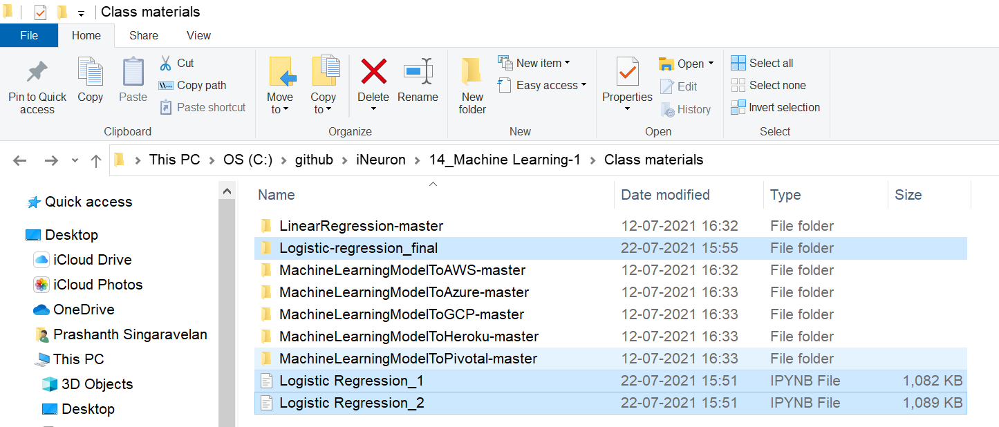 Class materials
File Home Share View
Pin to Quick access
Copy
Paste
Cut
Copy path
Paste shortcut
Clipboard
Move to
Copy to
Delete
Rename
Organize
New folder
New item
Easy access
New
Properties
Open
Edit
History
Open
Select all
Select none
Invert selection
Select
This PC OS (C:) github iNeuron 14_Machine Learning-1 Class materials
Quick access
Desktop
iCloud Drive
iCloud Photos
OneDrive
Prashanth Singaravelan
This PC
3D Objects
Desktop
Name Date modified Type Size
LinearRegression-master 12-07-2021 16:32 File folder
Logistic-regression_final 22-07-2021 15:55 File folder
MachineLearningModelToAWS-master 12-07-2021 16:32 File folder
MachineLearningModelToAzure-master 12-07-2021 16:33 File folder
MachineLearningModelToGCP-master 12-07-2021 16:33 File folder
MachineLearningModelToHeroku-master 12-07-2021 16:33 File folder
MachineLearningModelToPivotal-master 12-07-2021 16:33 File folder
Logistic Regression_1 22-07-2021 15:51 IPYNB File 1,082 KB
Logistic Regression_2 22-07-2021 15:51 IPYNB File 1,089 KB